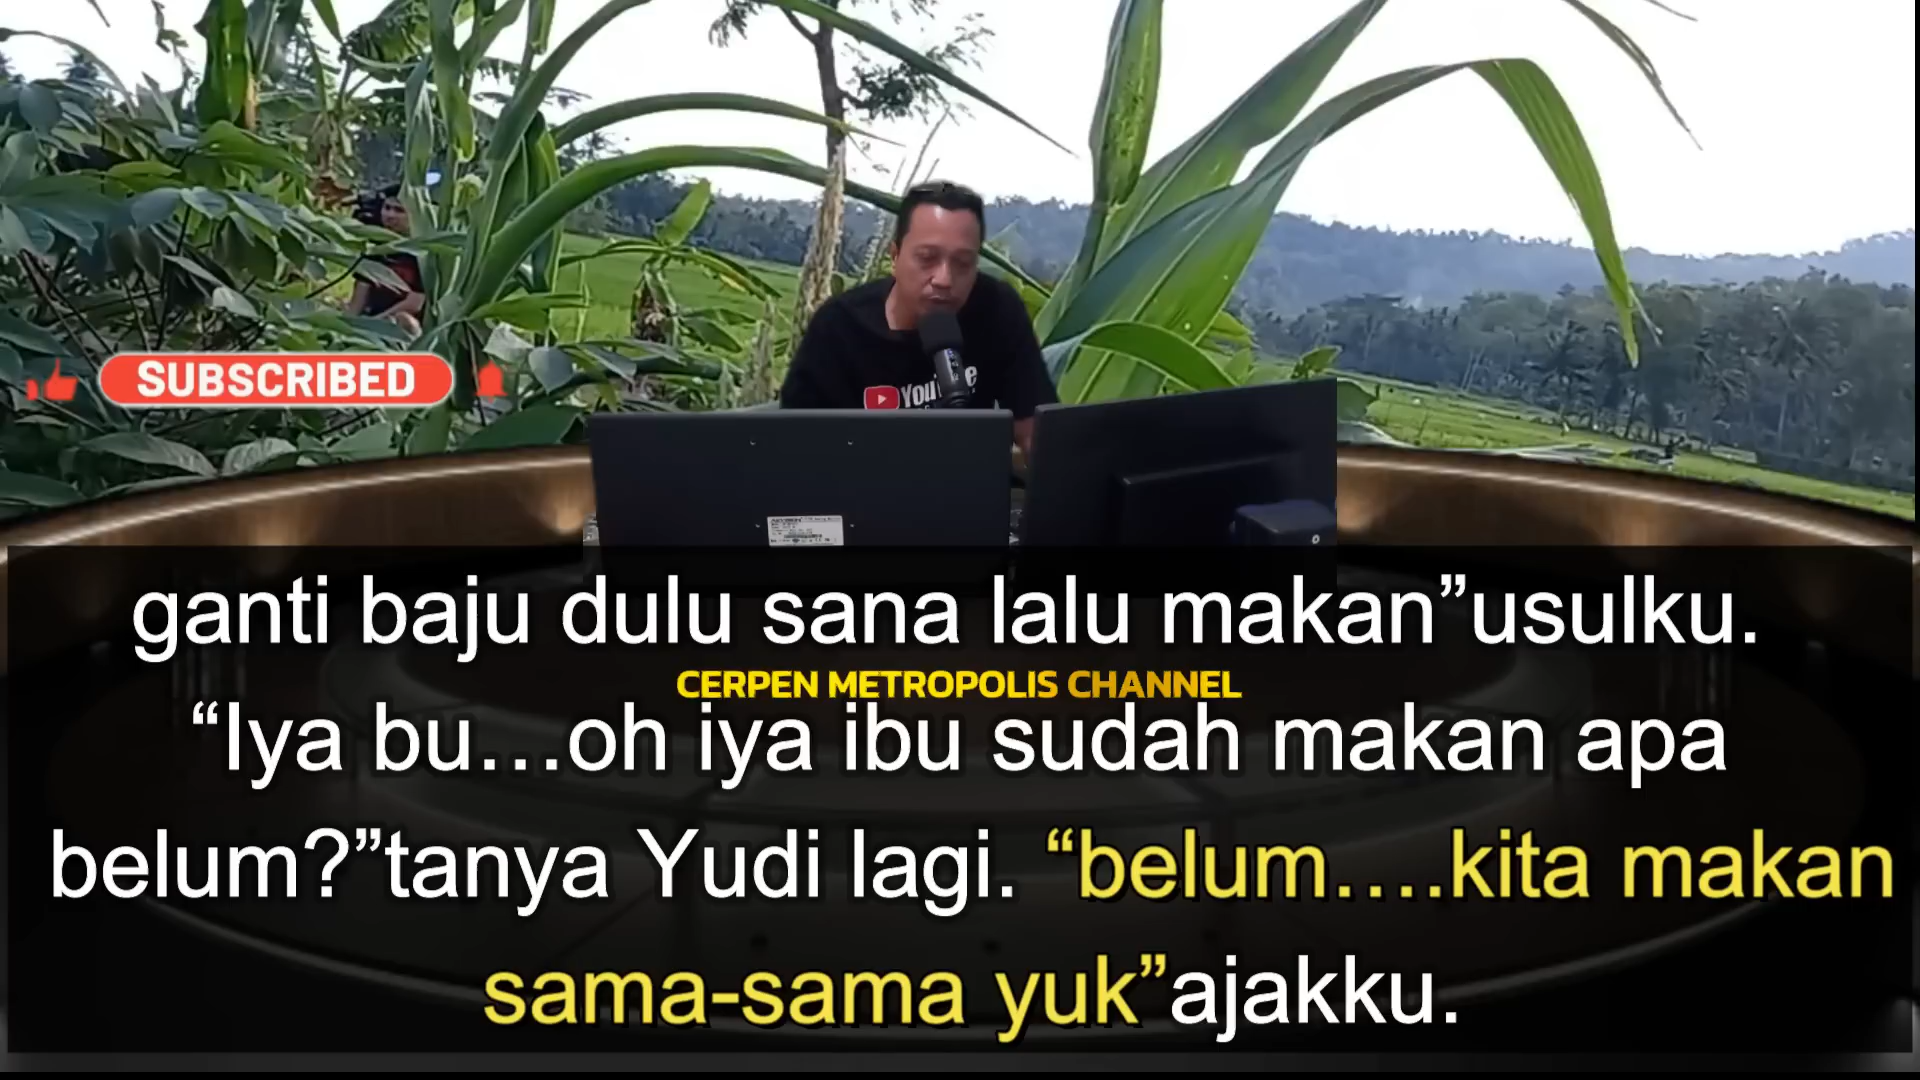 YouTube
SUBSCRIBED
ganti baju dulu sana lalu makan”usulku.
CERPEN METROPOLIS CHANNEL
“Iya bu...oh iya ibu sudah makan apa
belum?”tanya Yudi lagi. “belum....kita makan
sama-sama yuk”ajakku.